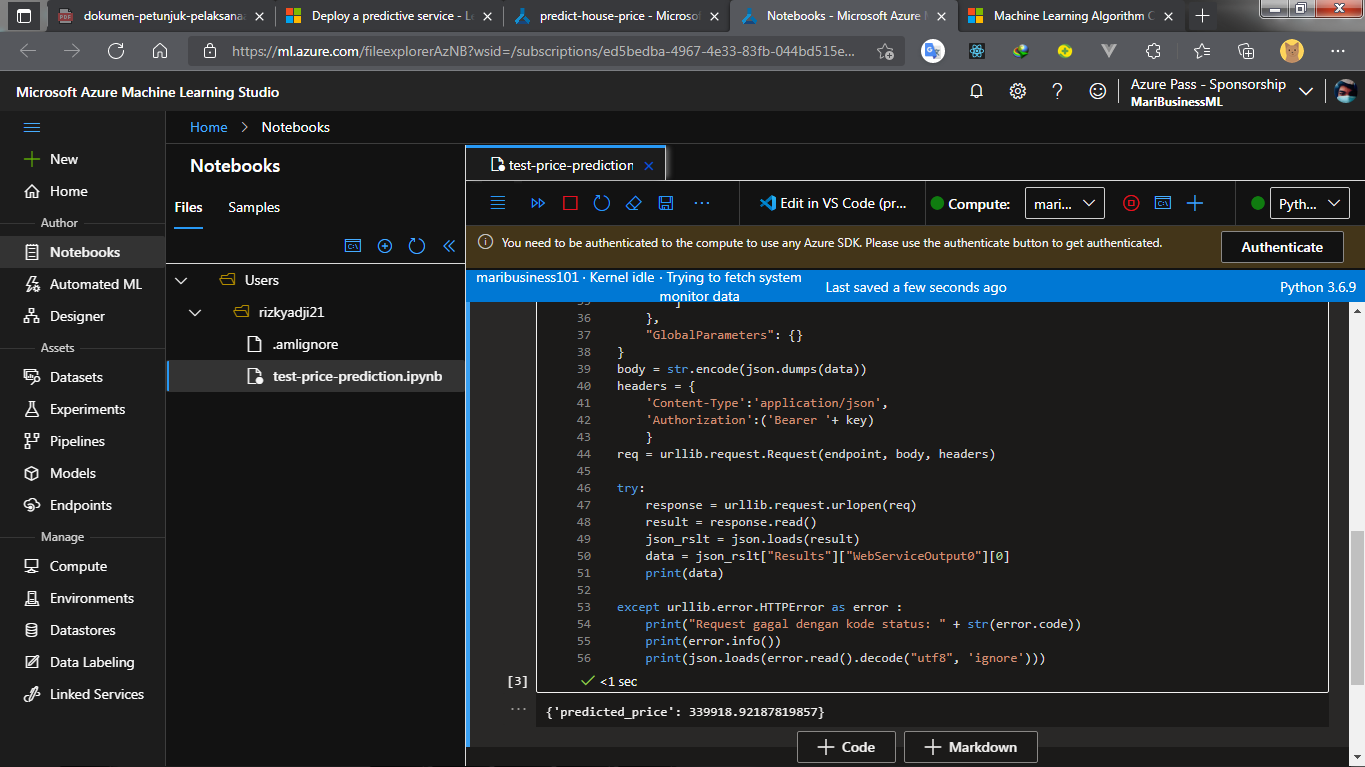 dokumen-petunjuk-pelaksanaa
Deploy a predictive service - Le
predict-house-price - Microsof
Notebooks - Microsoft Azure M
Machine Learning Algorithm C
https://ml.azure.com/fileexplorerAzNB?wsid=/subscriptions/ed5bedba-4967-4e33-83fb-044bd515e...
Microsoft Azure Machine Learning Studio
Azure Pass - Sponsorship
MariBusinessML
Home > Notebooks
New
Home
Author
Notebooks
Automated ML
Designer
Assets
Datasets
Experiments
Pipelines
Models
Endpoints
Manage
Compute
Environments
Datastores
Data Labeling
Linked Services
Notebooks
Files Samples
Users
rizkyadji21
.amlignore
test-price-prediction.ipynb
test-price-prediction
Edit in VS Code (pr...
Compute:
mari...
Pyth...
You need to be authenticated to the compute to use any Azure SDK. Please use the authenticate button to get authenticated.
Authenticate
maribusiness101 · Kernel idle · Trying to fetch system
monitor data
Last saved a few seconds ago
Python 3.6.9
35 ]
36 },
37 "GlobalParameters": {}
38 }
39 body = str.encode(json.dumps(data))
40 headers = {
41 'Content-Type':'application/json',
42 'Authorization':('Bearer '+ key)
43 }
44 req = urllib.request.Request(endpoint, body, headers)
45
46 try:
47 response = urllib.request.urlopen(req)
48 result = response.read()
49 json_rslt = json.loads(result)
50 data = json_rslt["Results"]["WebServiceOutput0"][0]
51 print(data)
52
53 except urllib.error.HTTPError as error :
54 print("Request gagal dengan kode status: " + str(error.code))
55 print(error.info())
56 print(json.loads(error.read().decode("utf8", 'ignore')))
[3] <1 sec
{'predicted_price': 339918.92187819857}
Code
Markdown